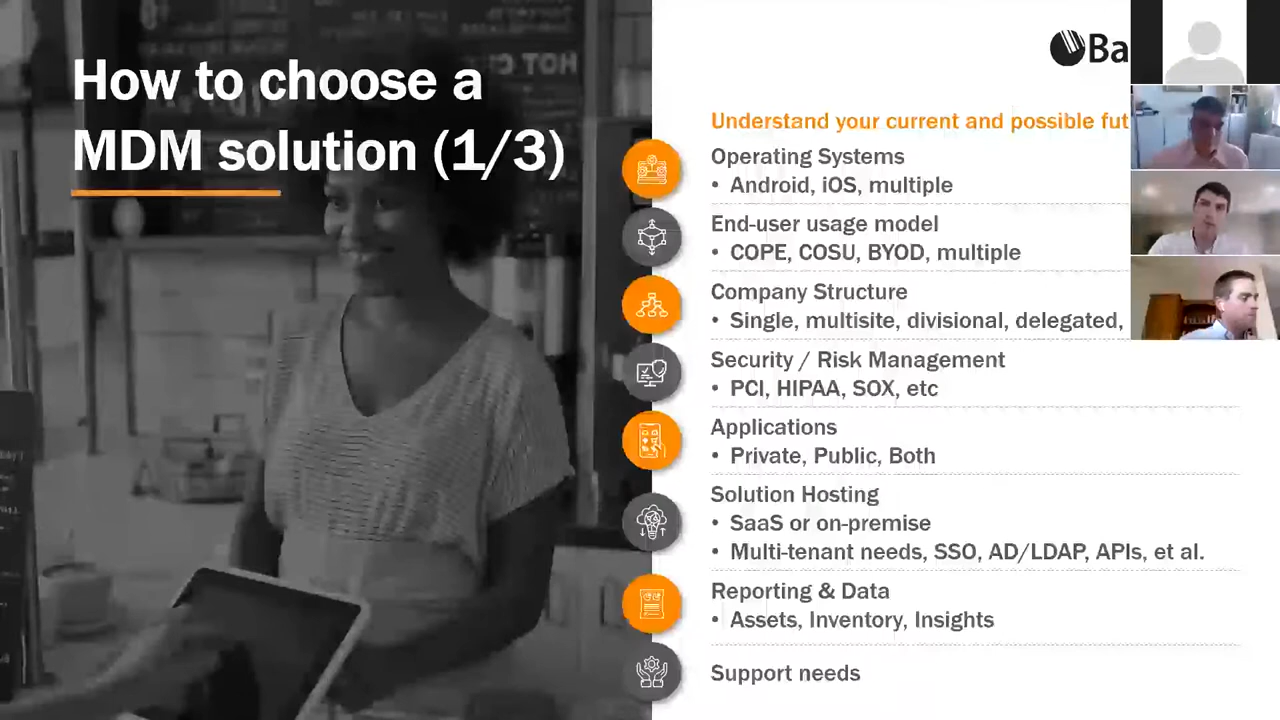 How to choose a
MDM solution (1/3)
Ba
Understand your current and possible fut
Operating Systems
• Android, iOS, multiple
End-user usage model
• COPE, COSU, BYOD, multiple
Company Structure
• Single, multisite, divisional, delegated,
Security / Risk Management
• PCI, HIPAA, SOX, etc
Applications
• Private, Public, Both
Solution Hosting
• SaaS or on-premise
• Multi-tenant needs, SSO, AD/LDAP, APIs, et al.
Reporting & Data
• Assets, Inventory, Insights
Support needs
HOT